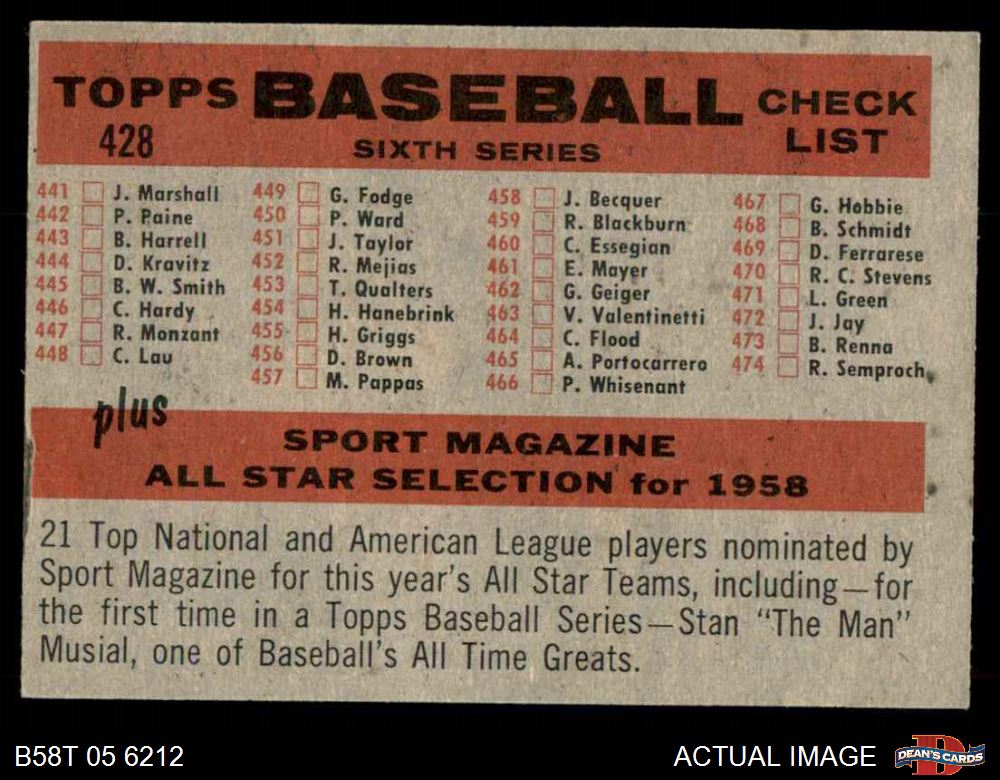 TOPPS BASEBALL CHECK LIST
428
SIXTH SERIES
441 J. Marshall
442 P. Paine
443 B. Harrell
444 D. Kravitz
445 B. W. Smith
446 C. Hardy
447 R. Monzant
448 C. Lau
449 G. Fodge
450 P. Ward
451 J. Taylor
452 R. Mejias
453 T. Qualters
454 H. Hanebrink
455 H. Griggs
456 D. Brown
457 M. Pappas
458 J. Becquer
459 R. Blackburn
460 C. Essegian
461 E. Mayer
462 G. Geiger
463 V. Valentinetti
464 C. Flood
465 A. Portocarrero
466 P. Whisenant
467 G. Hobbie
468 B. Schmidt
469 D. Ferrarese
470 R. C. Stevens
471 L. Green
472 J. Jay
473 B. Renna
474 R. Semproch
plus
SPORT MAGAZINE
ALL STAR SELECTION for 1958
21 Top National and American League players nominated by
Sport Magazine for this year's All Star Teams, including—for
the first time in a Topps Baseball Series—Stan "The Man"
Musial, one of Baseball's All Time Greats.
B58T 05 6212
ACTUAL IMAGE
DEAN'S CARDS